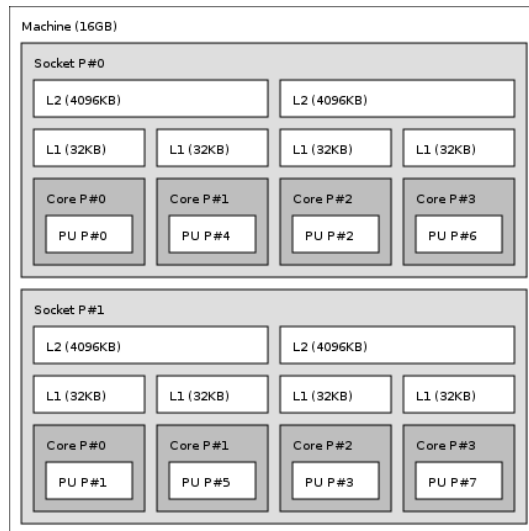 Machine (16GB)
Socket P#0
L2 (4096KB) L2 (4096KB)
L1 (32KB) L1 (32KB) L1 (32KB) L1 (32KB)
Core P#0 Core P#1 Core P#2 Core P#3
PU P#0 PU P#4 PU P#2 PU P#6
Socket P#1
L2 (4096KB) L2 (4096KB)
L1 (32KB) L1 (32KB) L1 (32KB) L1 (32KB)
Core P#0 Core P#1 Core P#2 Core P#3
PU P#1 PU P#5 PU P#3 PU P#7